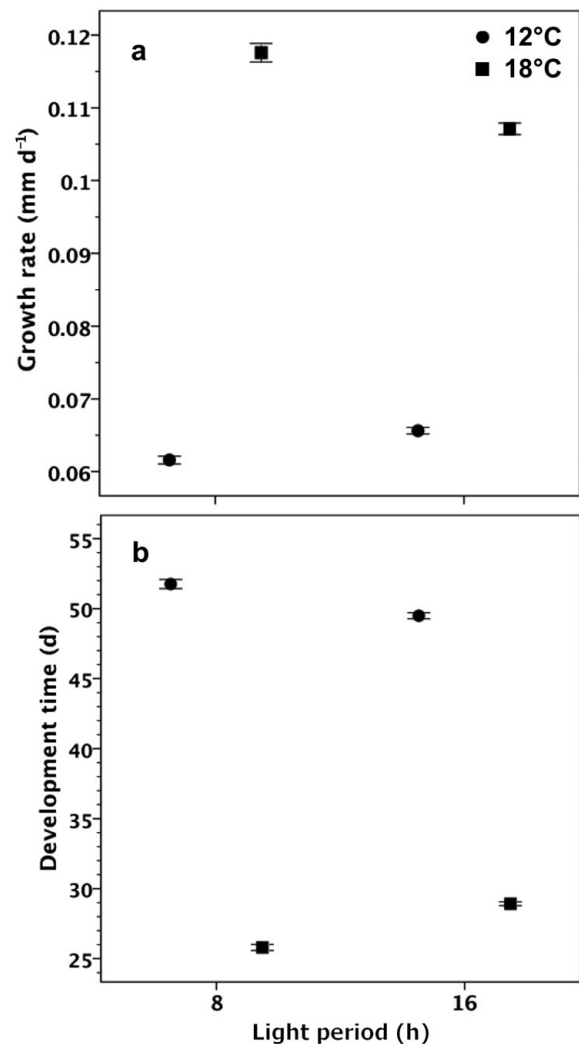 a
12°C
18°C
Growth rate (mm d⁻¹)
0.12
0.11
0.1
0.09
0.08
0.07
0.06
b
Development time (d)
55
50
45
40
35
30
25
8
16
Light period (h)